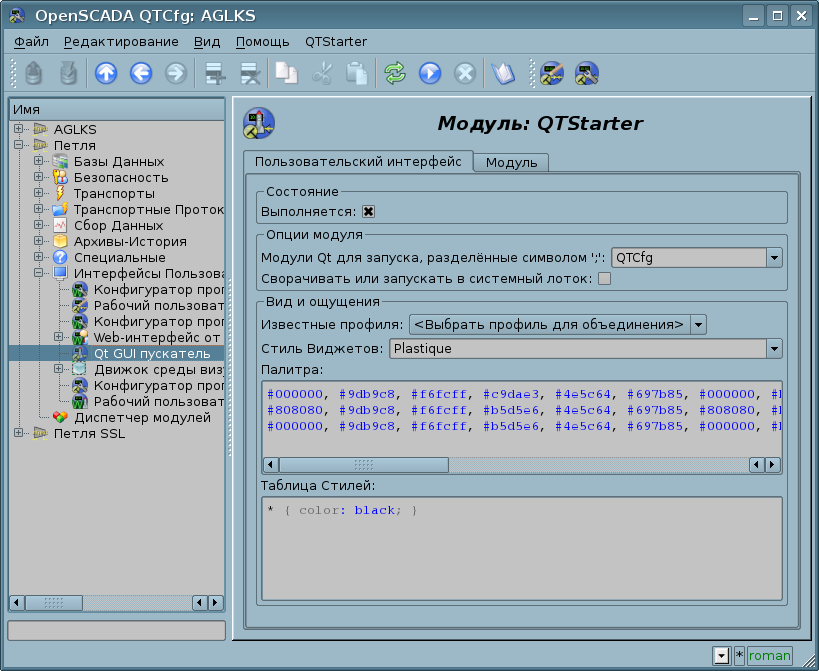 OpenSCADA QTCfg: AGLKS
Файл Редактирование Вид Помощь QTStarter
Имя
AGLKS
Петля
Базы Данных
Безопасность
Транспорты
Транспортные Проток
Сбор Данных
Архивы-История
Специальные
Интерфейсы Пользова
Конфигуратор прог
Рабочий пользоват
Конфигуратор прог
Web-интерфейс от
Qt GUI пускатель
Движок среды виз
Конфигуратор прог
Рабочий пользоват
Диспетчер модулей
Петля SSL
Модуль: QTStarter
Пользовательский интерфейс Модуль
Состояние
Выполняется:
Опции модуля
Модули Qt для запуска, разделённые символом ';': QTCfg
Сворачивать или запускать в системный лоток:
Вид и ощущения
Известные профиля: <Выбрать профиль для объединения>
Стиль Виджетов: Plastique
Палитра:
#000000, #9db9c8, #f6fcff, #c9dae3, #4e5c64, #697b85, #000000, #
#808080, #9db9c8, #f6fcff, #b5d5e6, #4e5c64, #697b85, #808080, #
#000000, #9db9c8, #f6fcff, #b5d5e6, #4e5c64, #697b85, #000000, #
Таблица Стилей:
* { color: black; }
* roman